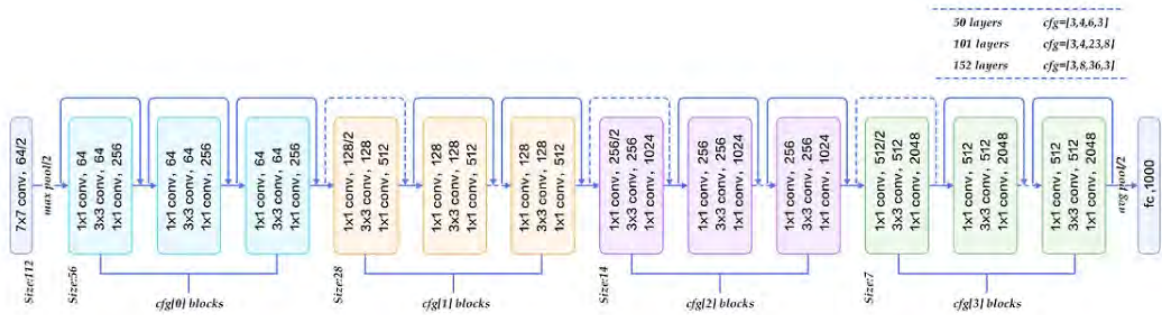 50 layers cfg=[3,4,6,3]
101 layers cfg=[3,4,23,8]
152 layers cfg=[3,8,36,3]
7x7 conv, 64/2
max pool/2
1x1 conv, 64
3x3 conv, 64
1x1 conv, 256
1x1 conv, 64
3x3 conv, 64
1x1 conv, 256
1x1 conv, 64
3x3 conv, 64
1x1 conv, 256
1x1 conv, 128/2
3x3 conv, 128
1x1 conv, 512
1x1 conv, 128
3x3 conv, 128
1x1 conv, 512
1x1 conv, 128
3x3 conv, 128
1x1 conv, 512
1x1 conv, 256/2
3x3 conv, 256
1x1 conv, 1024
1x1 conv, 256
3x3 conv, 256
1x1 conv, 1024
1x1 conv, 256
3x3 conv, 256
1x1 conv, 1024
1x1 conv, 512/2
3x3 conv, 512
1x1 conv, 2048
1x1 conv, 512
3x3 conv, 512
1x1 conv, 2048
1x1 conv, 512
3x3 conv, 512
1x1 conv, 2048
avg pool/2
fc ,1000
Size:112
Size:56
cfg[0] blocks
Size:28
cfg[1] blocks
Size:14
cfg[2] blocks
Size:7
cfg[3] blocks